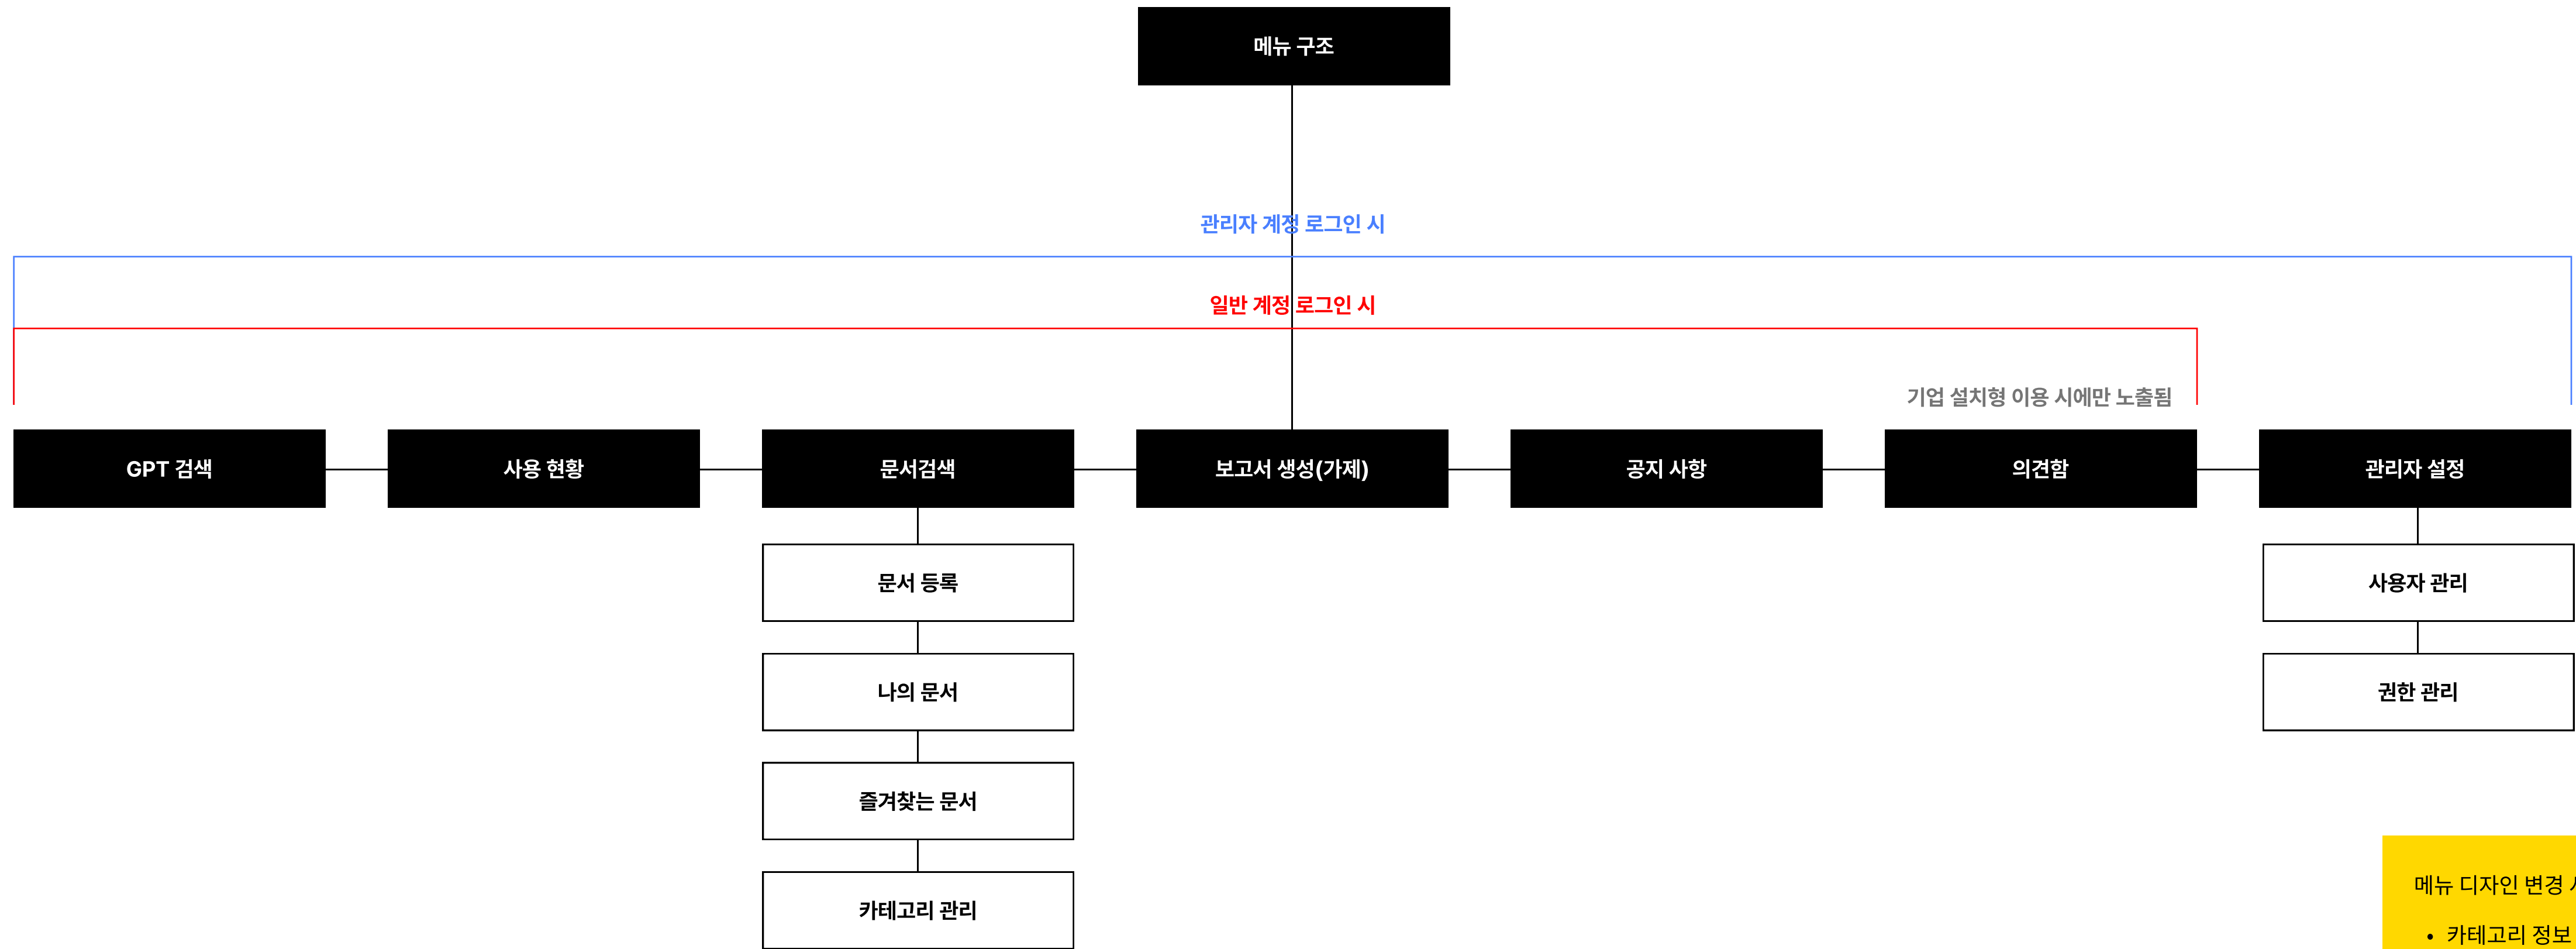 메뉴 구조
관리자 계정 로그인 시
일반 계정 로그인 시
기업 설치형 이용 시에만 노출됨
GPT 검색
사용 현황
문서검색
보고서 생성(가제)
공지 사항
의견함
관리자 설정
문서 등록
사용자 관리
나의 문서
권한 관리
즐겨찾는 문서
카테고리 관리
메뉴 디자인 변경
• 카테고리 정보